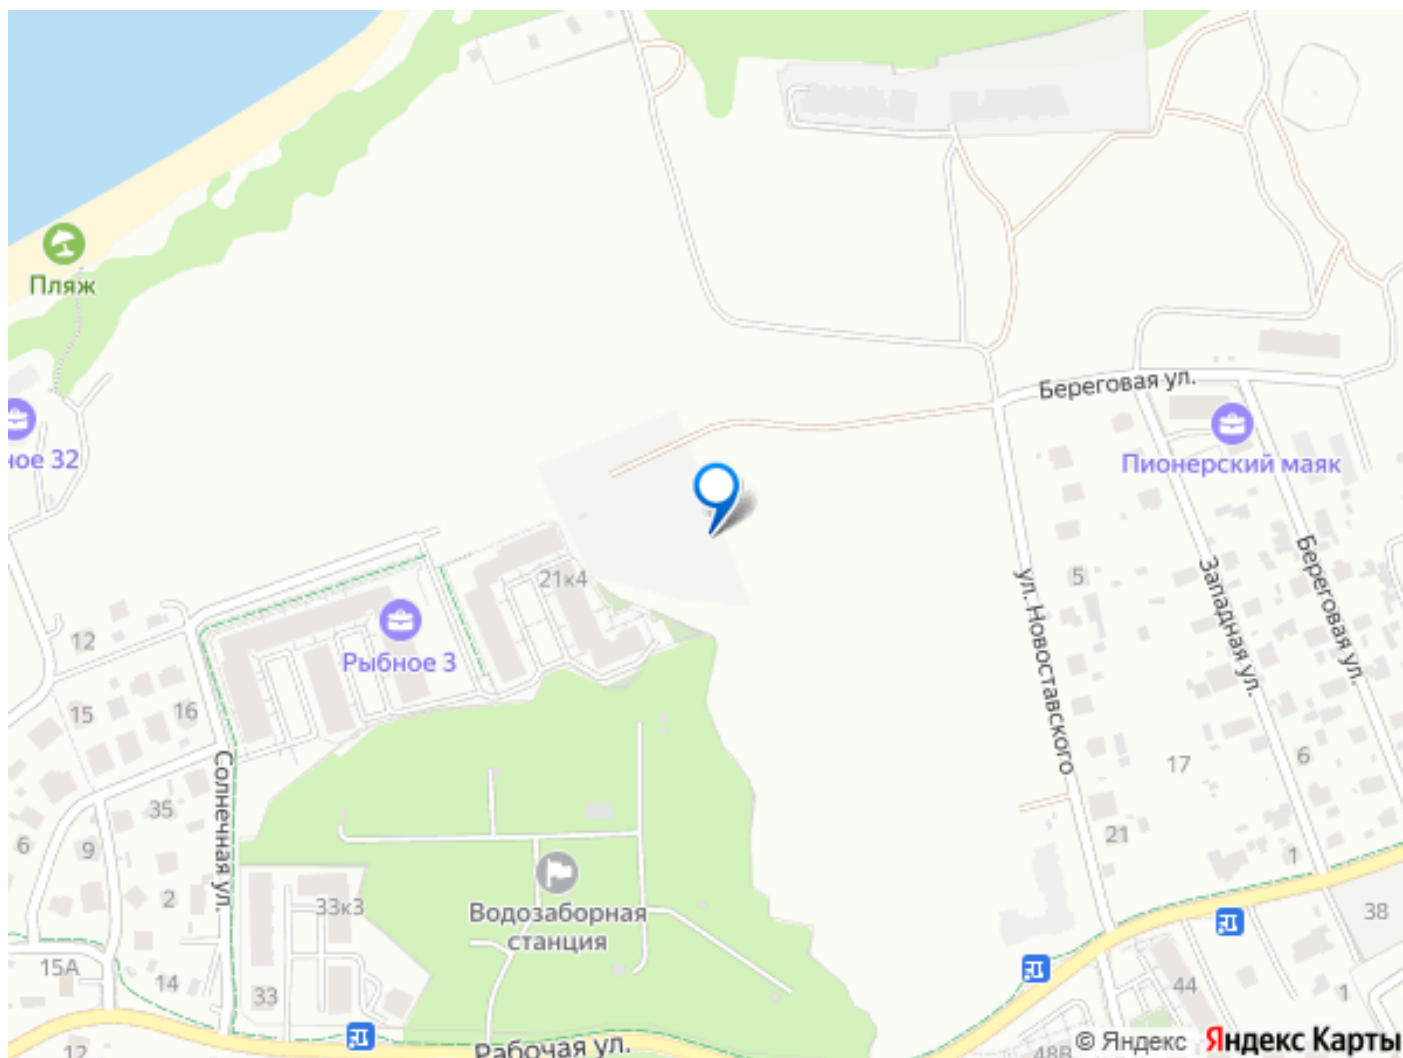 Пляж
Береговая ул.
ное 32
Пионерский маяк
21к4
5
ул. Новоставского
Западная ул.
Береговая ул.
12
Рыбное 3
15
16
Солнечная ул.
17
6
35
21
6
9
1
2
33к3
Водозаборная
станция
38
15А
14
33
44
1
12
Рабочая ул.
48В
© Яндекс Яндекс Карты